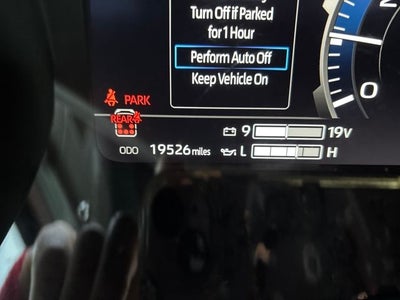 Turn Off if Parked
for 1 Hour
Perform Auto Off
Keep Vehicle On
PARK
REAR
9 19V
ODO 19526 miles L H
0